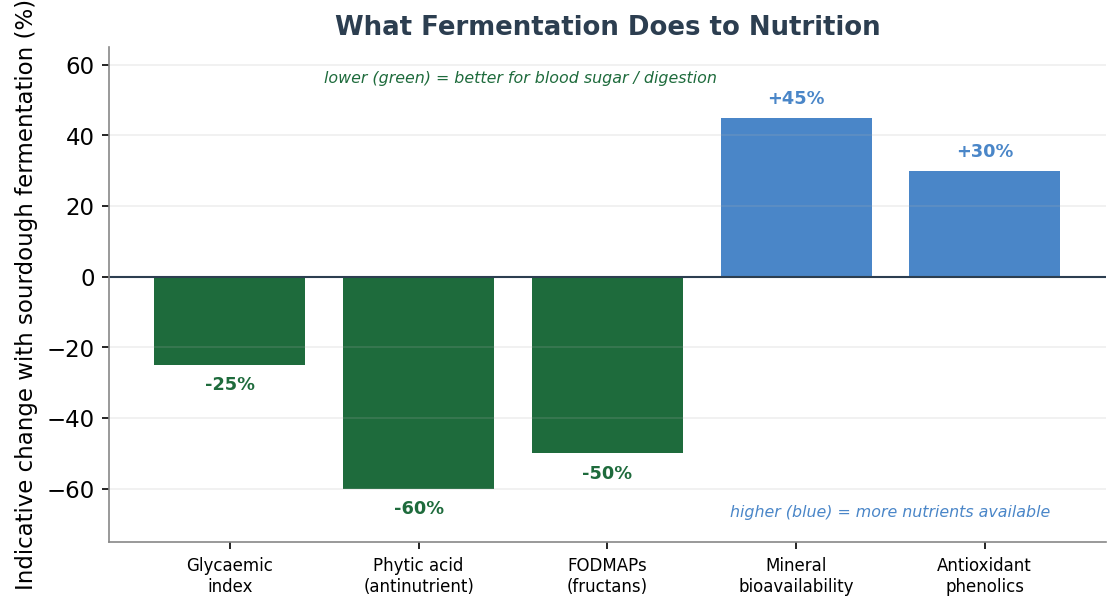 What Fermentation Does to Nutrition
Indicative change with sourdough fermentation (%)
60
40
20
0
−20
−40
−60
lower (green) = better for blood sugar / digestion
+45%
+30%
-25%
-60%
-50%
higher (blue) = more nutrients available
Glycaemic
index
Phytic acid
(antinutrient)
FODMAPs
(fructans)
Mineral
bioavailability
Antioxidant
phenolics